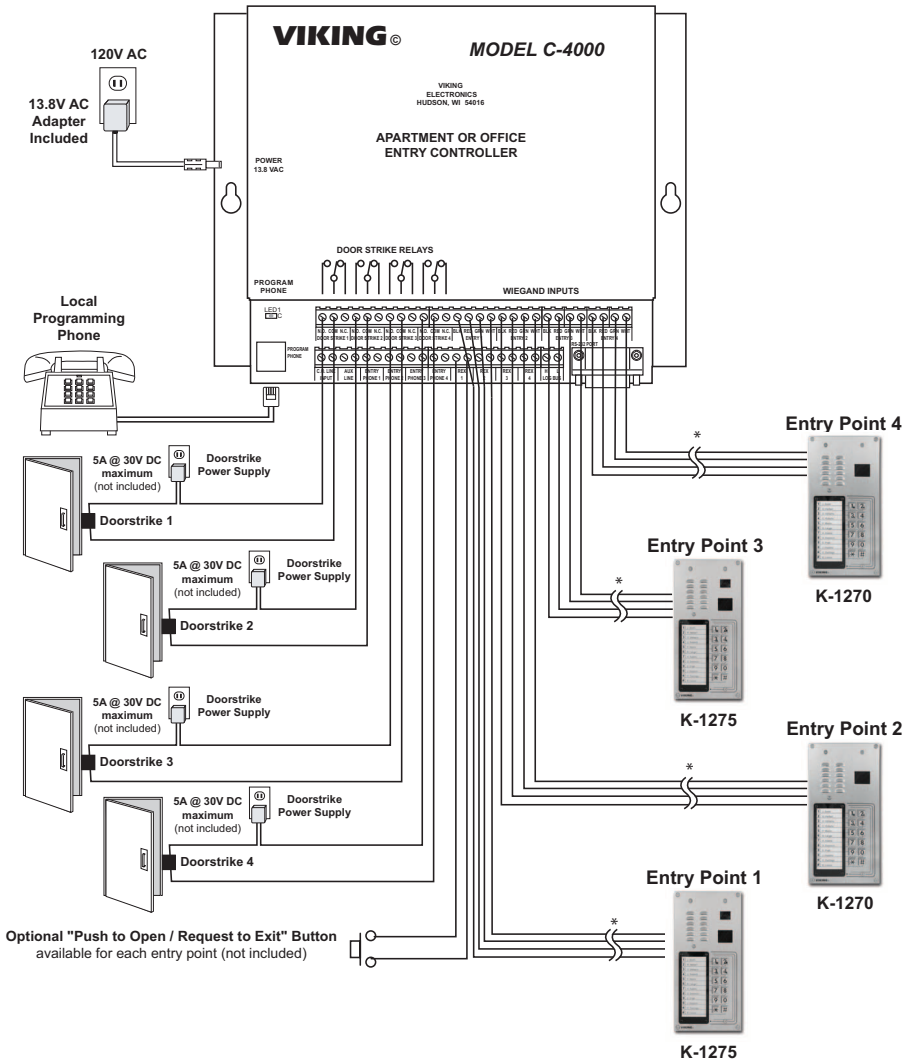 VIKING ©
MODEL C-4000
VIKING
ELECTRONICS
HUDSON, WI 54016
APARTMENT OR OFFICE
ENTRY CONTROLLER
120V AC
13.8V AC
Adapter
Included
POWER
13.8 VAC
DOOR STRIKE RELAYS
PROGRAM
PHONE
WIEGAND INPUTS
LED1
N.O. COM N.C. N.O. COM N.C. N.O. COM N.C. N.O. COM N.C. BLK RED GRN WHT BLK RED GRN WHT BLK RED GRN WHT BLK RED GRN WHT
DOOR STRIKE 1 DOOR STRIKE 2 DOOR STRIKE 3 DOOR STRIKE 4 ENTRY ENTRY 2 ENTRY 3 ENTRY 4
PROGRAM
PHONE
RS-232 PORT
C.O. LINE AUX ENTRY ENTRY ENTRY ENTRY REX REX REX REX
INPUT LINE PHONE 1 PHONE PHONE 3 PHONE 4 1 3 4 LOG BUS
Local
Programming
Phone
5A @ 30V DC
maximum
(not included)
Doorstrike
Power Supply
Doorstrike 1
5A @ 30V DC
maximum
(not included)
Doorstrike
Power Supply
Doorstrike 2
5A @ 30V DC
maximum
(not included)
Doorstrike
Power Supply
Doorstrike 3
5A @ 30V DC
maximum
(not included)
Doorstrike
Power Supply
Doorstrike 4
Optional "Push to Open / Request to Exit" Button
available for each entry point (not included)
Entry Point 4
*
K-1270
Entry Point 3
*
K-1275
Entry Point 2
*
K-1270
Entry Point 1
*
K-1275